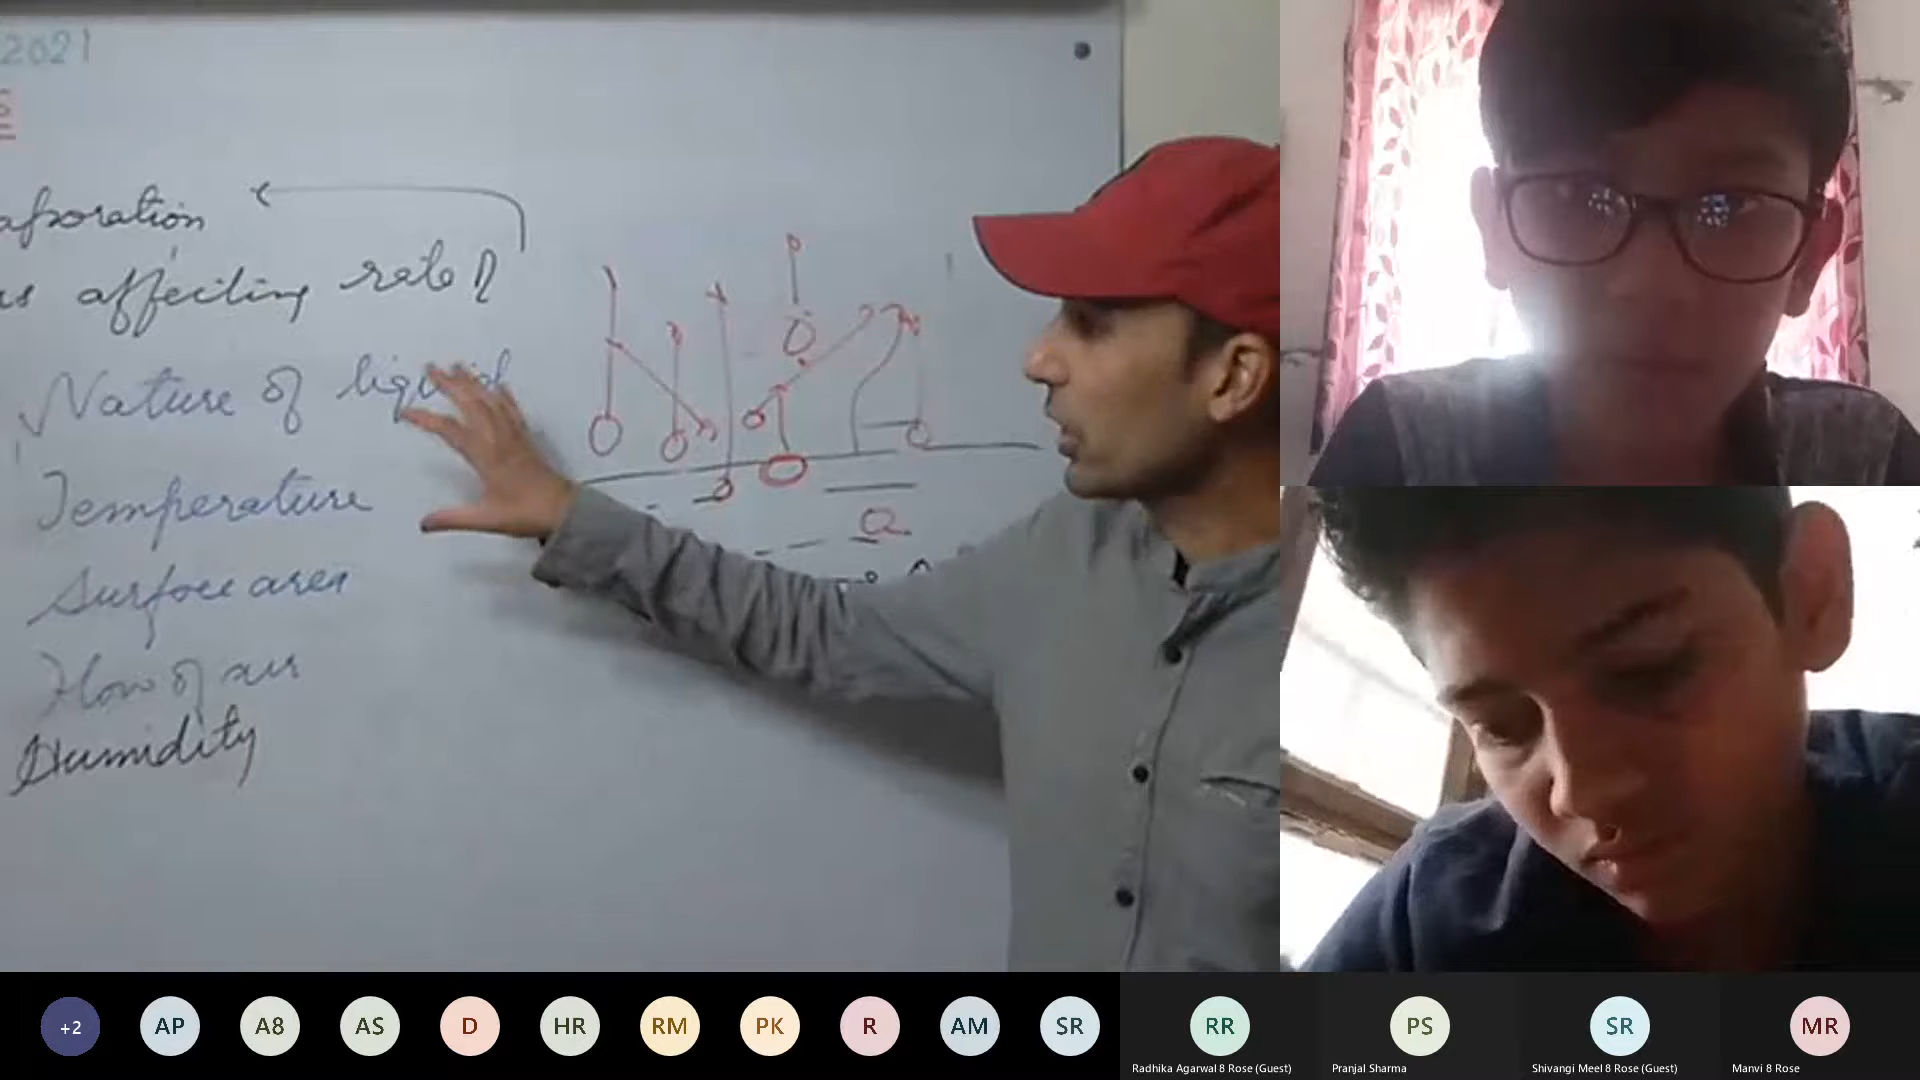 2021
aporation
rs affecting rate
Nature of liquid
Temperature
Surface area
Flow of air
Humidity
a
+2
AP
A8
AS
D
HR
RM
PK
R
AM
SR
RR
PS
SR
MR
Radhika Agarwal 8 Rose (Guest)
Pranjal Sharma
Shivangi Meel 8 Rose (Guest)
Manvi 8 Rose